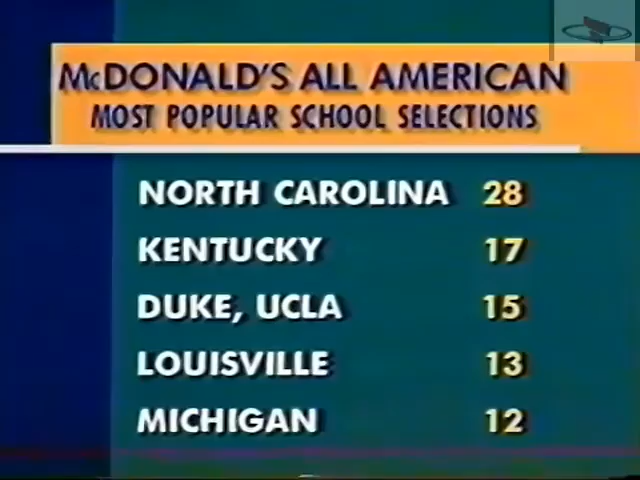 McDONALD'S ALL AMERICAN
MOST POPULAR SCHOOL SELECTIONS
NORTH CAROLINA 28
KENTUCKY 17
DUKE, UCLA 15
LOUISVILLE 13
MICHIGAN 12